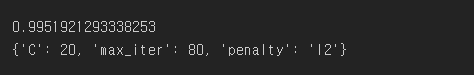 0.9951921293338253
{'C': 20, 'max_iter': 80, 'penalty': 'l2'}